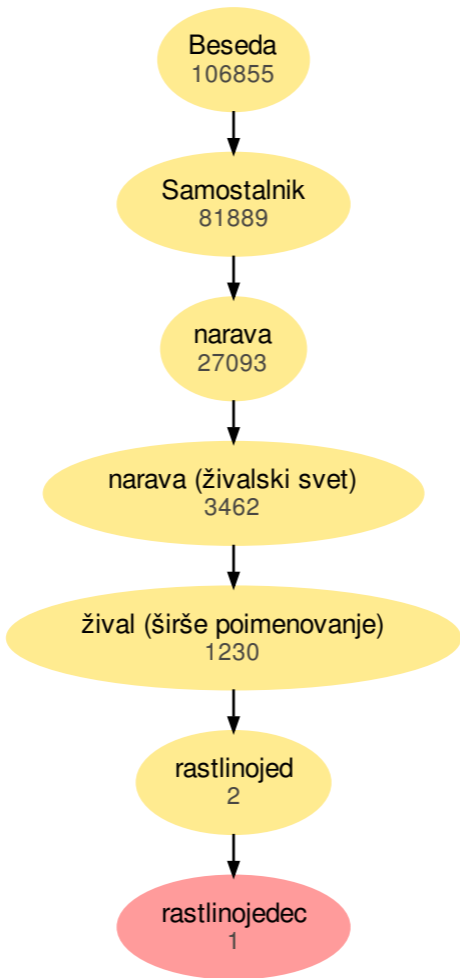 Beseda
106855
Samostalnik
81889
narava
27093
narava (živalski svet)
3462
žival (širše poimenovanje)
1230
rastlinojed
2
rastlinojedec
1